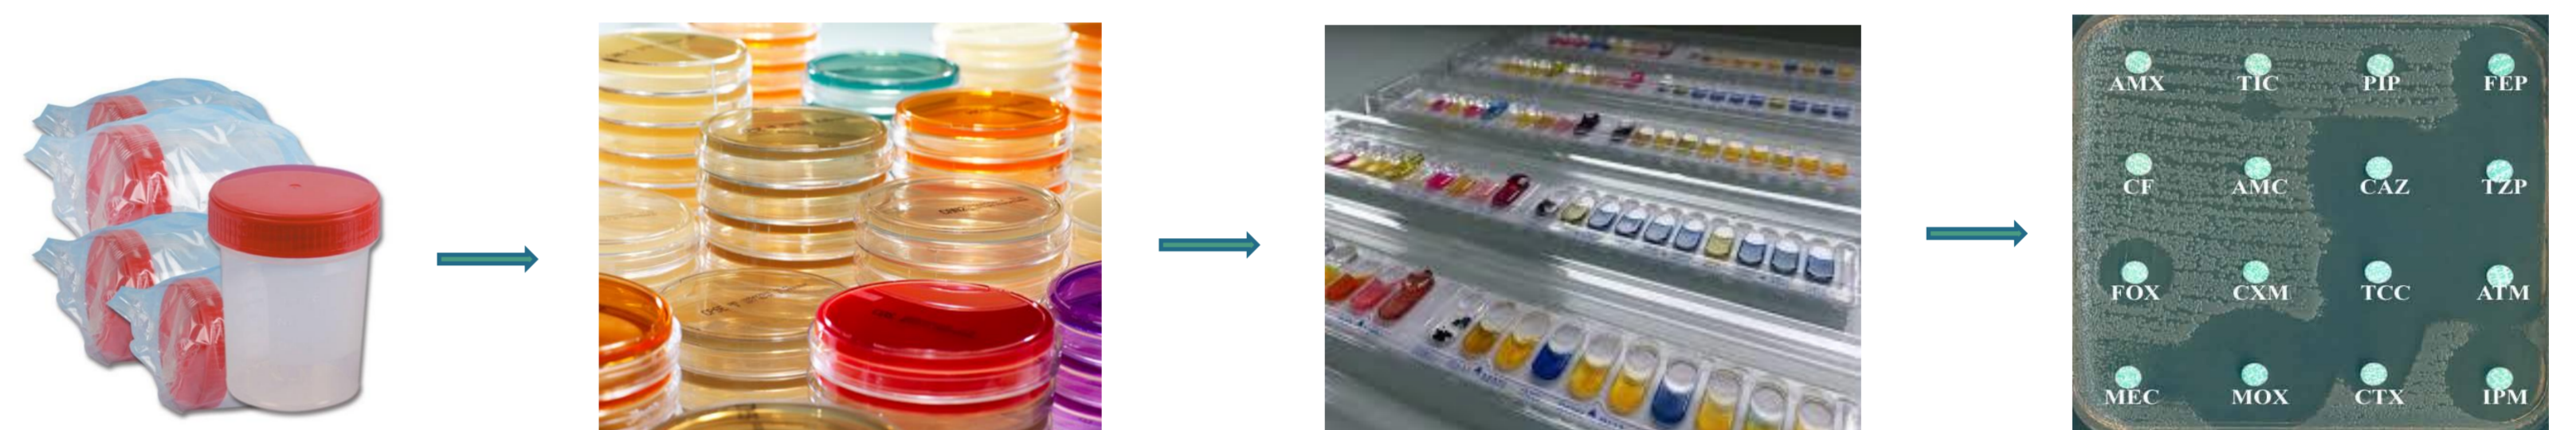 AMX TIC PIP FEP
CF AMC CAZ TZP
FOX CXM TCC ATM
MEC MOX CTX IPM